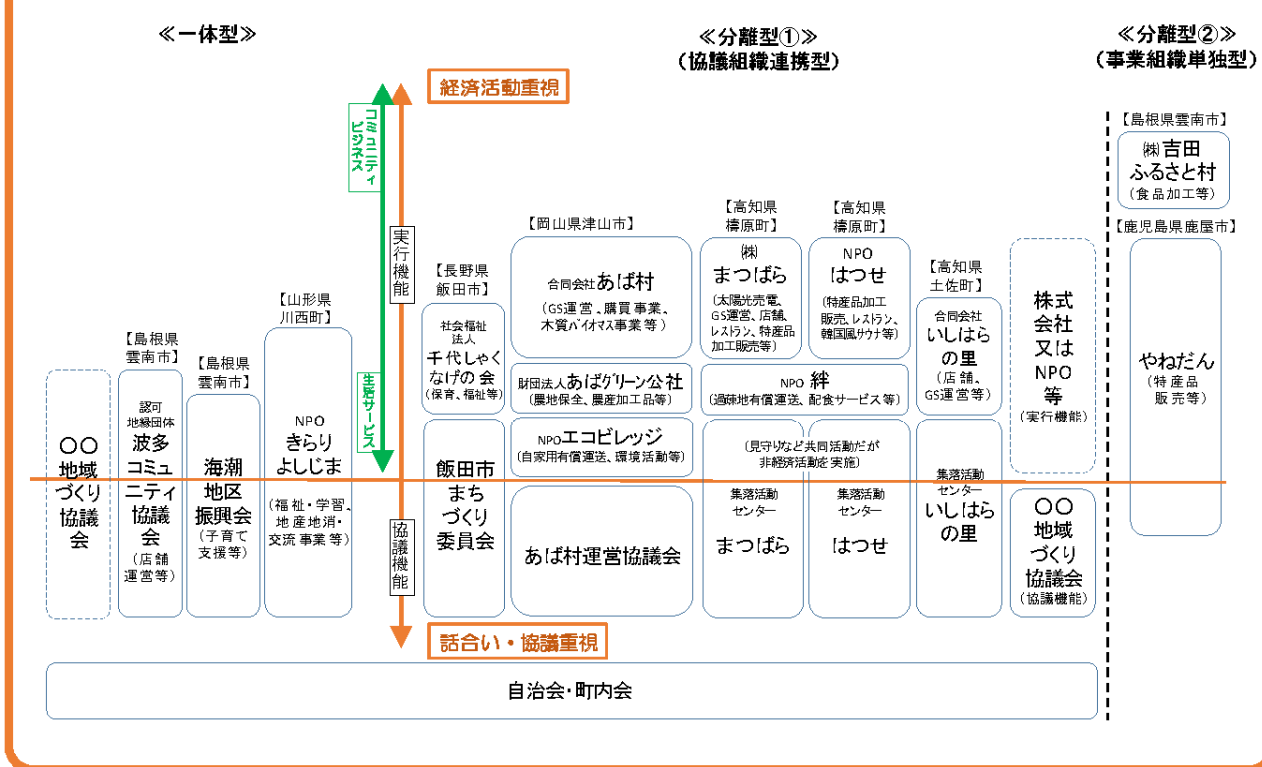 ≪一体型≫
≪分離型①≫
(協議組織連携型)
≪分離型②≫
(事業組織単独型)
経済活動重視
コミュニティ
ビジネス
生活サービス
実行機能
協議機能
話合い・協議重視
〇〇
地域
づくり
協議
会
【島根県
雲南市】
認可
地縁団体
波多
コミュ
ニティ
協議
会
(店舗
運営等)
【島根県
雲南市】
海潮
地区
振興会
(子育て
支援等)
【山形県
川西町】
NPO
きらり
よしじま
(福祉・学習、
地産地消・
交流事業等)
【長野県
飯田市】
社会福祉
法人
千代しゃく
なげの会
(保育、福祉等)
飯田市
まち
づくり
委員会
【岡山県津山市】
合同会社あば村
(GS運営、購買事業、
木質バイオマス事業等)
財団法人あばグリーン公社
(農地保全、農産加工品等)
NPOエコビレッジ
(自家用有償運送、環境活動等)
あば村運営協議会
【高知県
檮原町】
㈱
まつばら
(太陽光売電、
GS運営、店舗、
レストラン、特産品
加工販売等)
【高知県
檮原町】
NPO
はつせ
(特産品加工
販売、レストラン、
韓国風サウナ等)
NPO 絆
(過疎地有償運送、配食サービス等)
(見守りなど共同活動だが
非経済活動を実施)
集落活動
センター
まつばら
集落活動
センター
はつせ
【高知県
土佐町】
合同会社
いしはら
の里
(店舗、
GS運営等)
集落活動
センター
いしはら
の里
株式
会社
又は
NPO
等
(実行機能)
〇〇
地域
づくり
協議会
(協議機能)
【島根県雲南市】
㈱吉田
ふるさと村
(食品加工等)
【鹿児島県鹿屋市】
やねだん
(特産品
販売等)
自治会・町内会